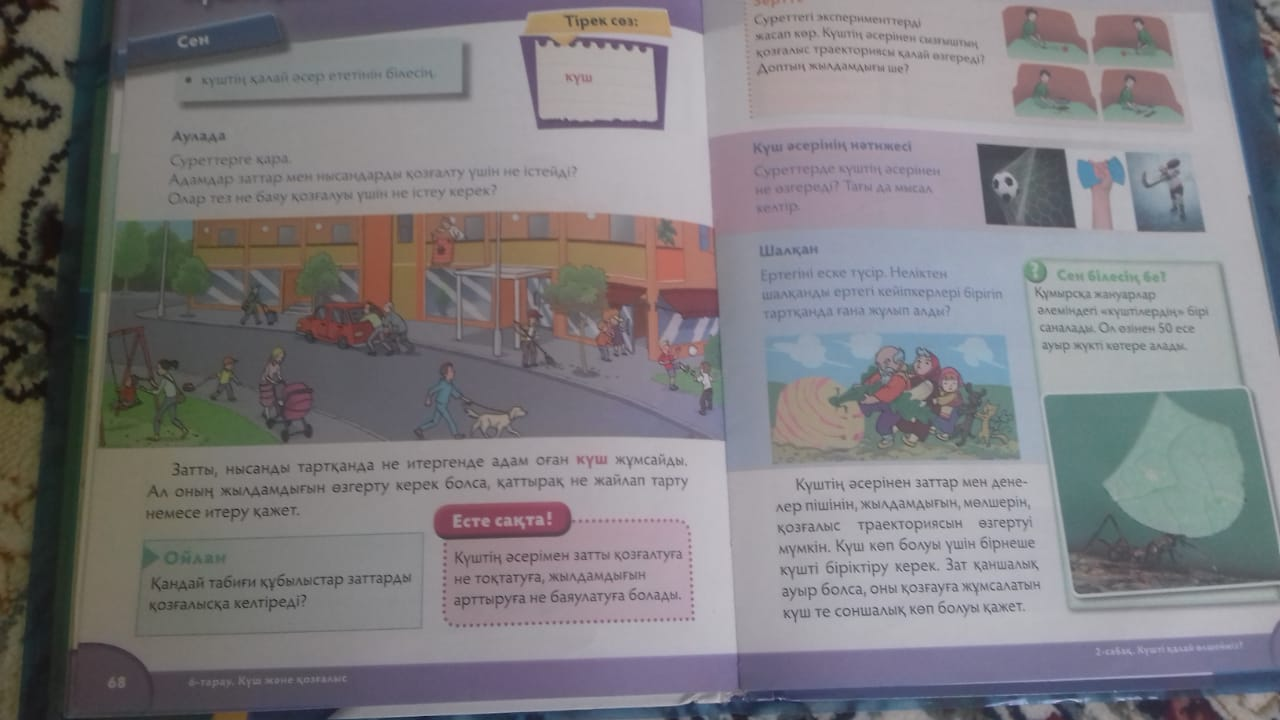 Сен
• күштің қалай әсер ететінін білесің.
Тірек сөз:
күш
Аулада
Суреттерге қара.
Адамдар заттар мен нысандарды қозғалту үшін не істейді?
Олар тез не баяу қозғалуы үшін не істеу керек?
Затты, нысанды тартқанда не итергенде адам оған күш жұмсайды.
Ал оның жылдамдығын өзгерту керек болса, қаттырақ не жайлап тарту
немесе итеру қажет.
Ойлан
Қандай табиғи құбылыстар заттарды
қозғалысқа келтіреді?
Есте сақта!
Күштің әсерімен затты қозғалтуға
не тоқтатуға, жылдамдығын
арттыруға не баяулатуға болады.
68
6-тарау. Күш және қозғалыс
Суреттегі эксперименттерді
жасап көр. Күштің әсерінен сызғыштың
қозғалыс траекториясы қалай өзгереді?
Доптың жылдамдығы ше?
Күш әсерінің нәтижесі
Суреттерде күштің әсерінен
не өзгереді? Тағы да мысал
келтір.
Шалқан
Ертегіні еске түсір. Неліктен
шалқанды ертегі кейіпкерлері бірігіп
тартқанда ғана жұлып алды?
? Сен білесің бе?
Құмырсқа жануарлар
әлеміндегі «күштілердің» бірі
саналады. Ол өзінен 50 есе
ауыр жүкті көтере алады.
Күштің әсерінен заттар мен дене-
лер пішінін, жылдамдығын, мөлшерін,
қозғалыс траекториясын өзгертуі
мүмкін. Күш көп болуы үшін бірнеше
күшті біріктіру керек. Зат қаншалық
ауыр болса, оны қозғауға жұмсалатын
күш те соншалық көп болуы қажет.
2-сабақ. Күшті қалай өлшейміз?